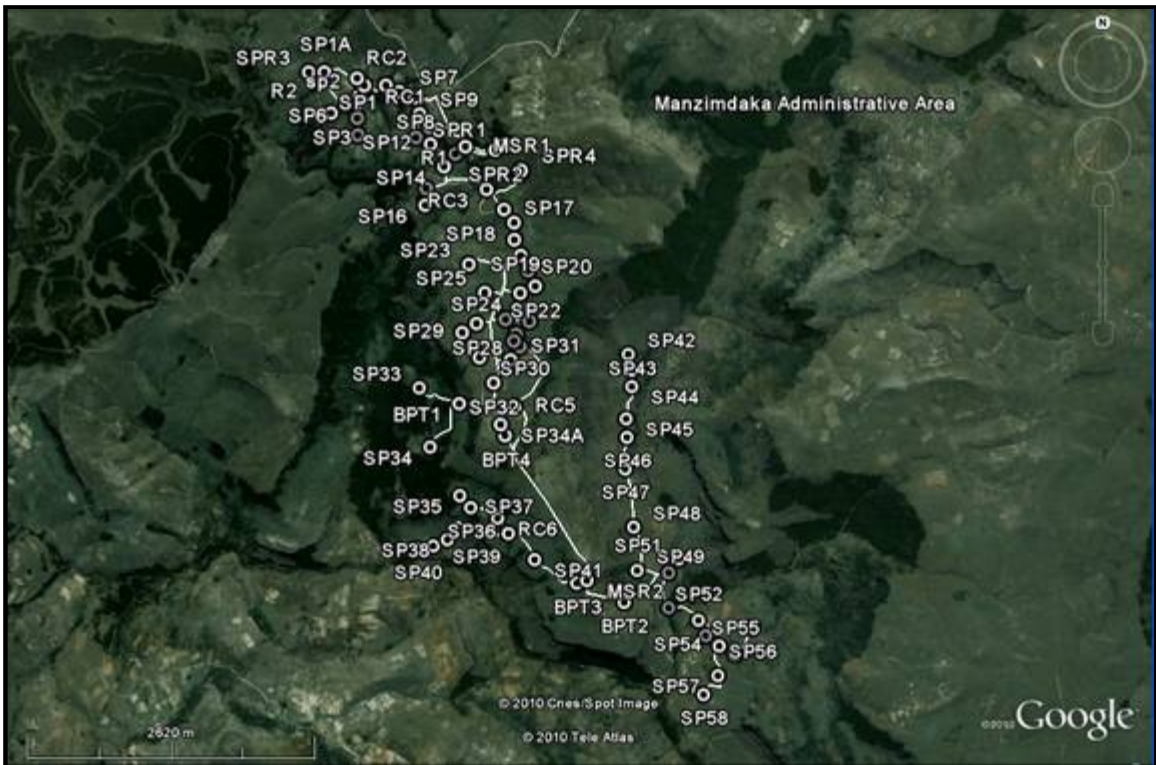 N
SP1A
SPR3
RC2
SP2
SP7
R2
RC1
SP9
SP1
Manzimdaka Administrative Area
SP6
SP8
SPR1
SP3
SP12
MSR1
SPR4
R1
SP14
SPR2
RC3
SP16
SP17
SP18
SP23
SP19
SP20
SP25
SP24
SP22
SP29
SP28
SP31
SP42
SP30
SP43
SP33
SP44
SP32
RC5
BPT1
SP45
SP34A
SP34
BPT4
SP46
SP47
SP35
SP37
SP48
SP36
RC6
SP51
SP38
SP39
SP49
SP40
SP41
MSR2
SP52
BPT3
BPT2
SP55
SP54
SP56
SP57
© 2010 Cnes/Spot Image
SP58
2620 m
© 2010 Tele Atlas
Google